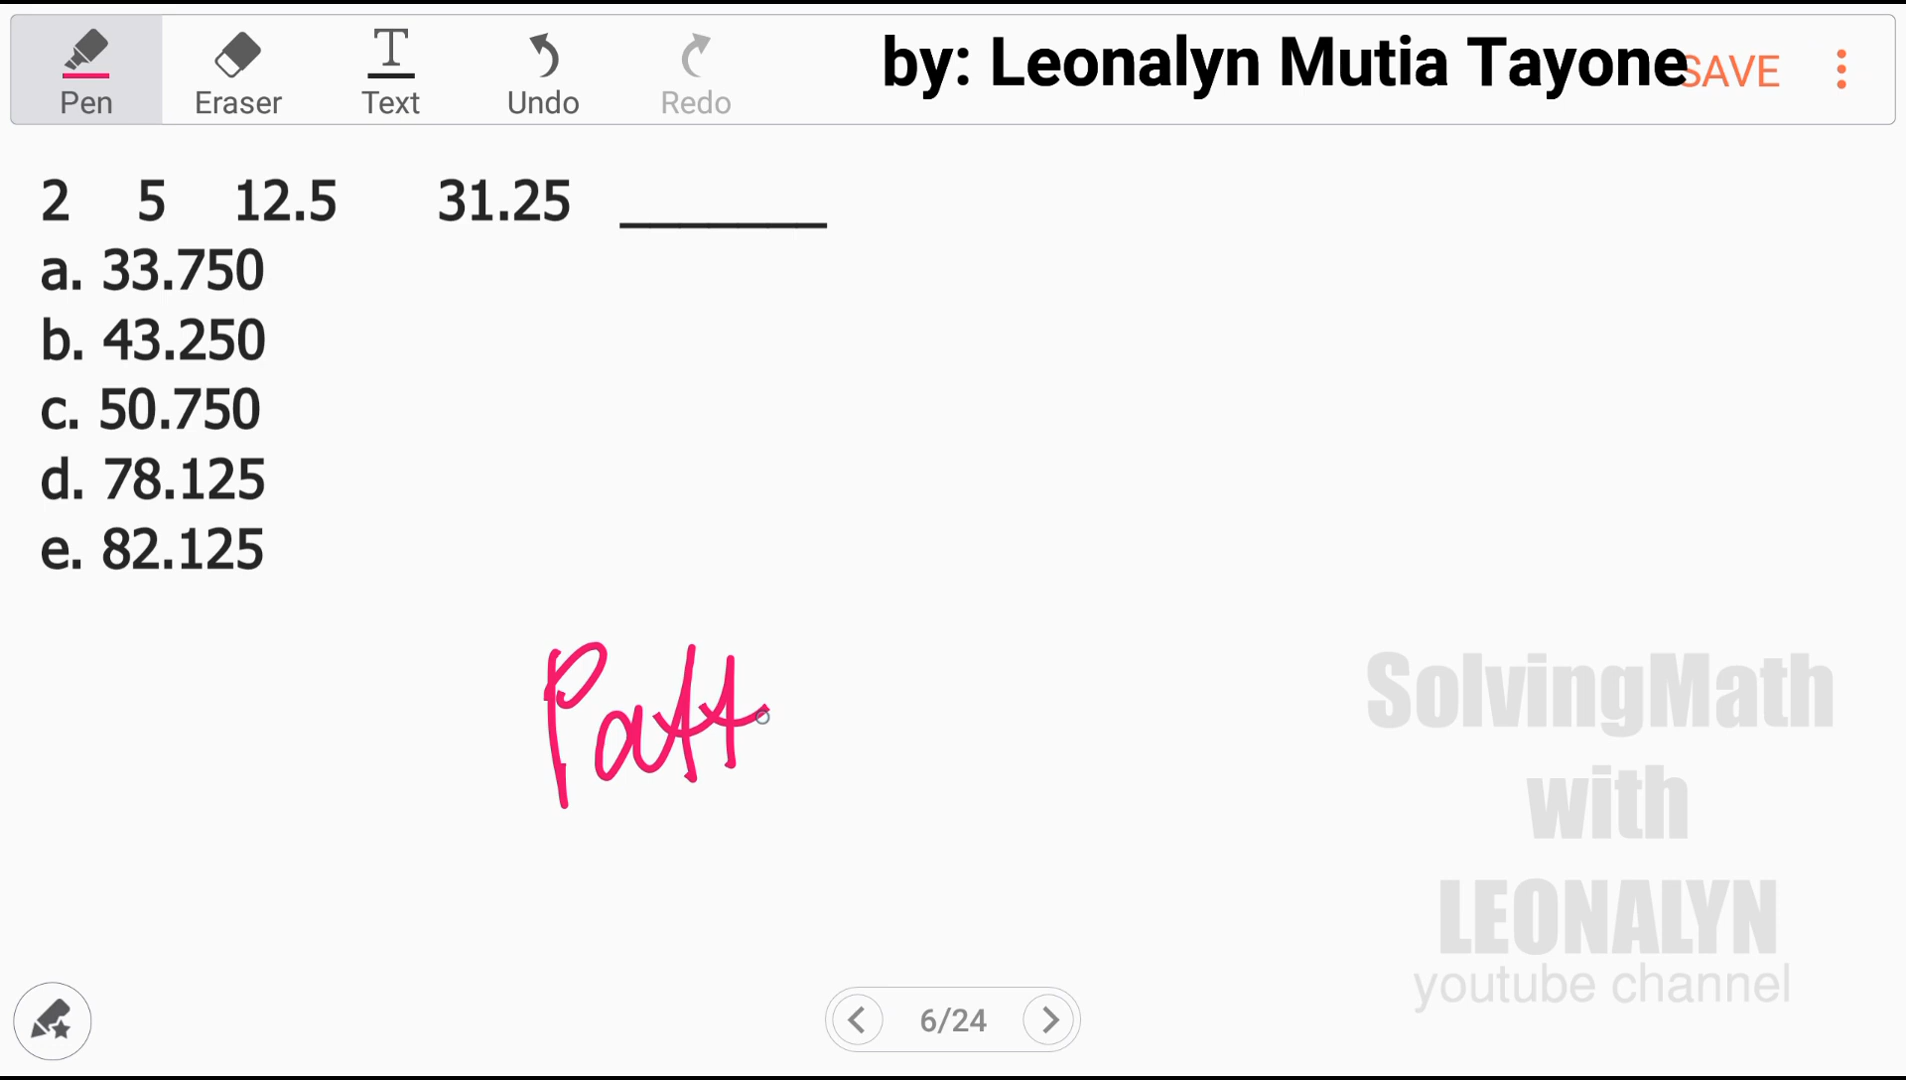 by: Leonalyn Mutia Tayone
SAVE
Pen Eraser Text Undo Redo
2 5 12.5 31.25 _______
a. 33.750
b. 43.250
c. 50.750
d. 78.125
e. 82.125
Patt
SolvingMath
with
LEONALYN
youtube channel
6/24